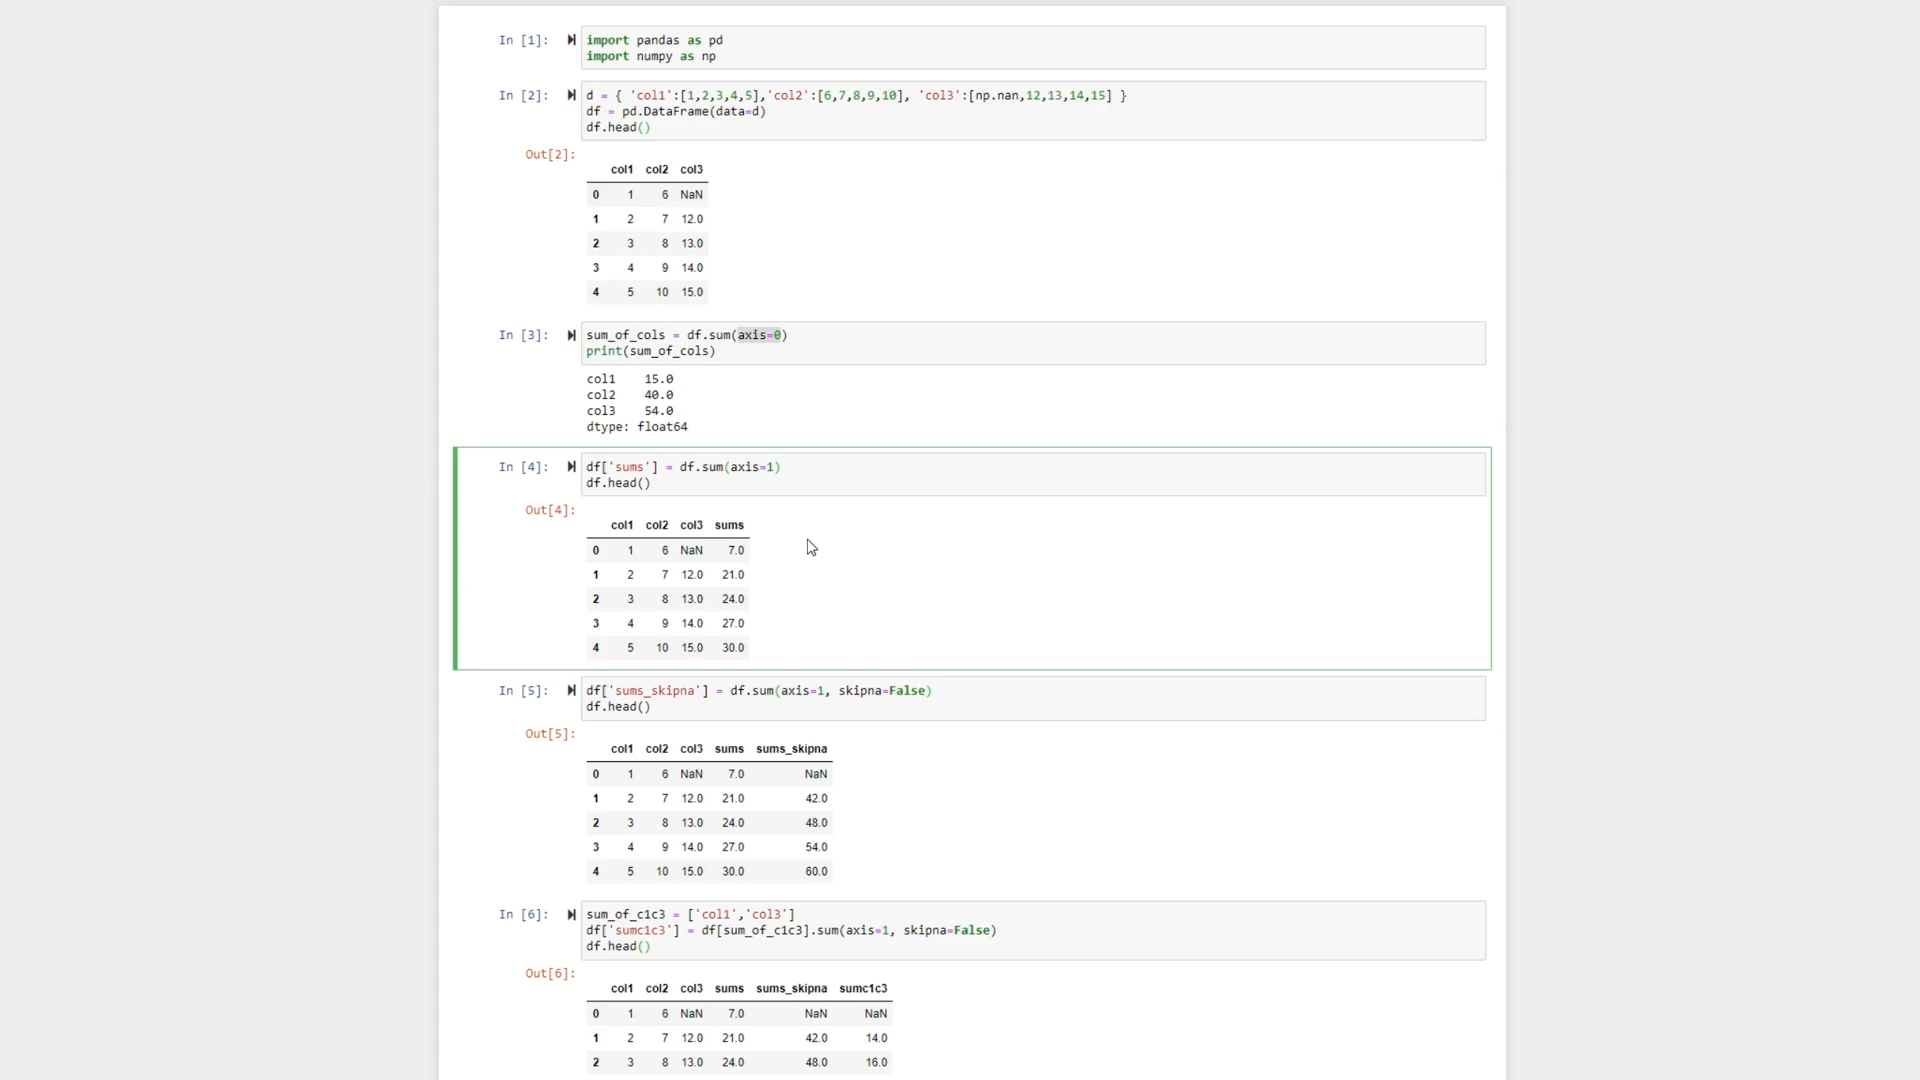 In [1]: import pandas as pd
import numpy as np
In [2]: d = { 'col1':[1,2,3,4,5],'col2':[6,7,8,9,10], 'col3':[np.nan,12,13,14,15] }
df = pd.DataFrame(data=d)
df.head()
Out[2]:
col1 col2 col3
0 1 6 NaN
1 2 7 12.0
2 3 8 13.0
3 4 9 14.0
4 5 10 15.0
In [3]: sum_of_cols = df.sum(axis=0)
print(sum_of_cols)
col1 15.0
col2 40.0
col3 54.0
dtype: float64
In [4]: df['sums'] = df.sum(axis=1)
df.head()
Out[4]:
col1 col2 col3 sums
0 1 6 NaN 7.0
1 2 7 12.0 21.0
2 3 8 13.0 24.0
3 4 9 14.0 27.0
4 5 10 15.0 30.0
In [5]: df['sums_skipna'] = df.sum(axis=1, skipna=False)
df.head()
Out[5]:
col1 col2 col3 sums sums_skipna
0 1 6 NaN 7.0 NaN
1 2 7 12.0 21.0 42.0
2 3 8 13.0 24.0 48.0
3 4 9 14.0 27.0 54.0
4 5 10 15.0 30.0 60.0
In [6]: sum_of_c1c3 = ['col1','col3']
df['sumc1c3'] = df[sum_of_c1c3].sum(axis=1, skipna=False)
df.head()
Out[6]:
col1 col2 col3 sums sums_skipna sumc1c3
0 1 6 NaN 7.0 NaN NaN
1 2 7 12.0 21.0 42.0 14.0
2 3 8 13.0 24.0 48.0 16.0